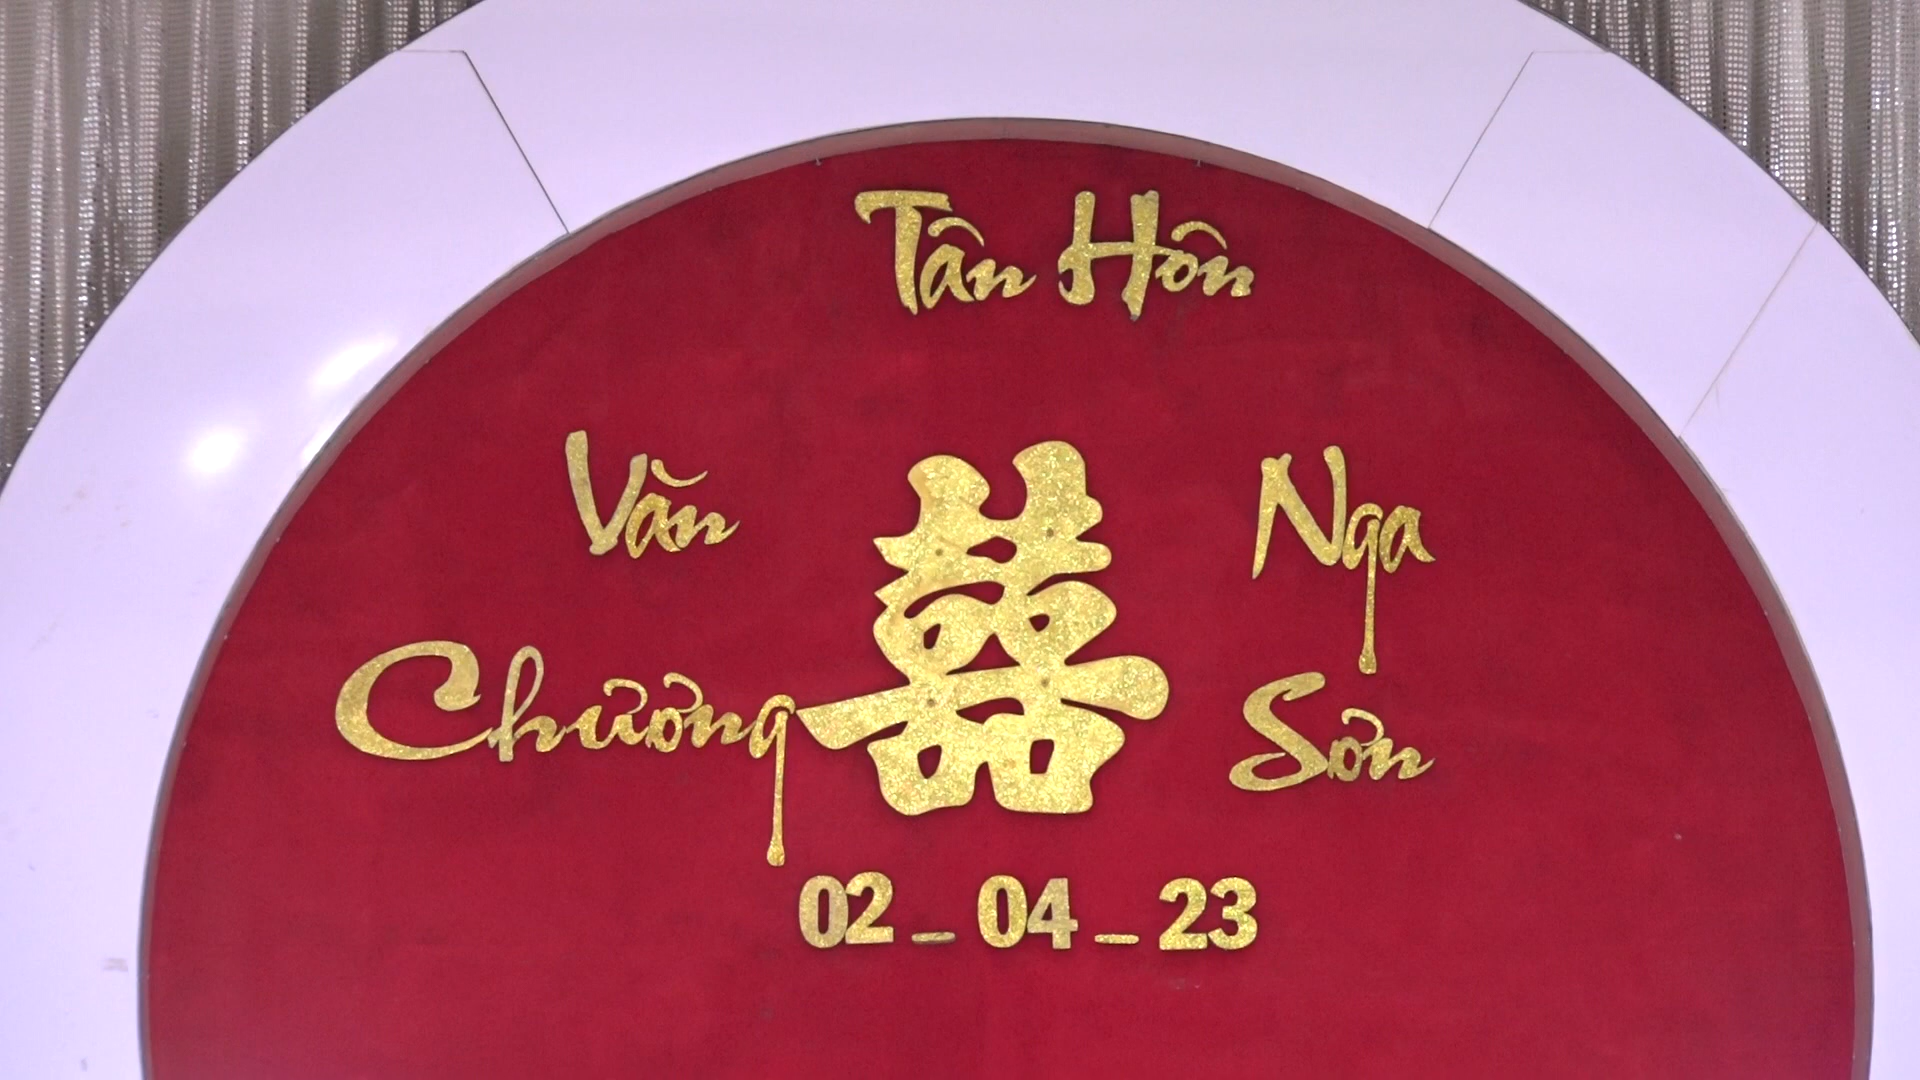 Tân Hôn
Văn
Chương
囍
Nga
Sơn
02_04_23